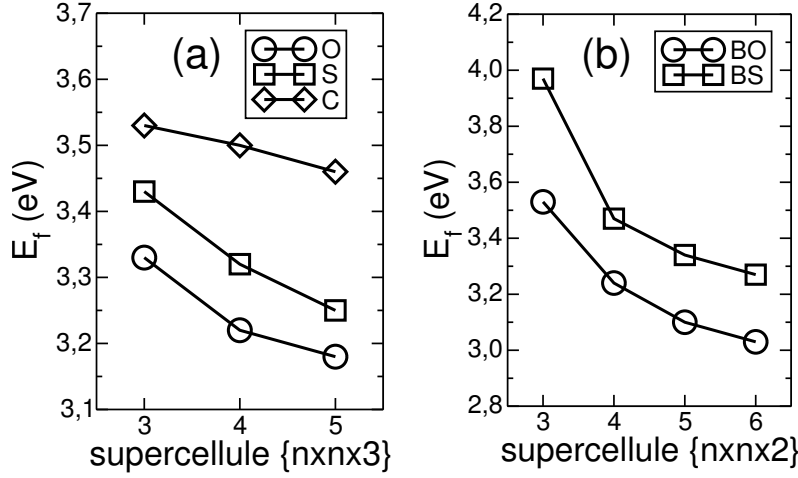 (a)
O
S
C
3,7
3,6
3,5
3,4
3,3
3,2
3,1
E_f (eV)
3 4 5
supercellule {nxnx3}
(b)
BO
BS
4,2
4,0
3,8
3,6
3,4
3,2
3,0
2,8
E_f (eV)
3 4 5 6
supercellule {nxnx2}